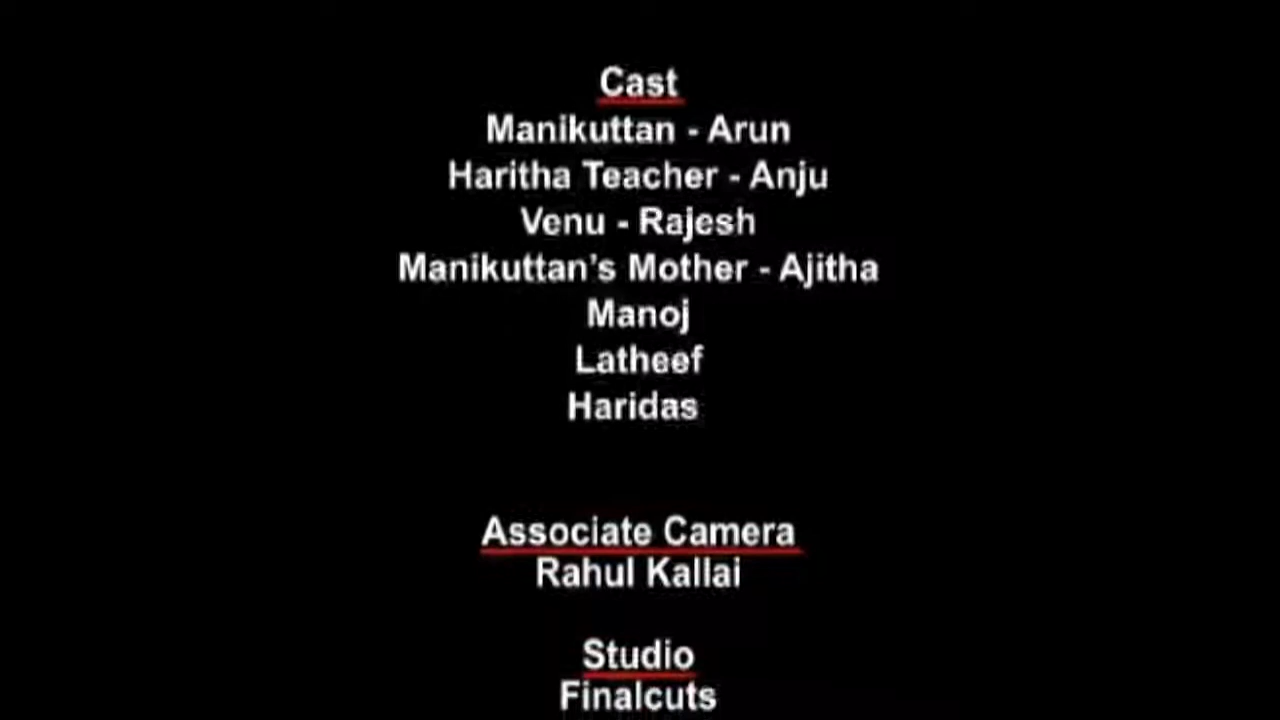 Cast
Manikuttan - Arun
Haritha Teacher - Anju
Venu - Rajesh
Manikuttan's Mother - Ajitha
Manoj
Latheef
Haridas
Associate Camera
Rahul Kallai
Studio
Finalcuts